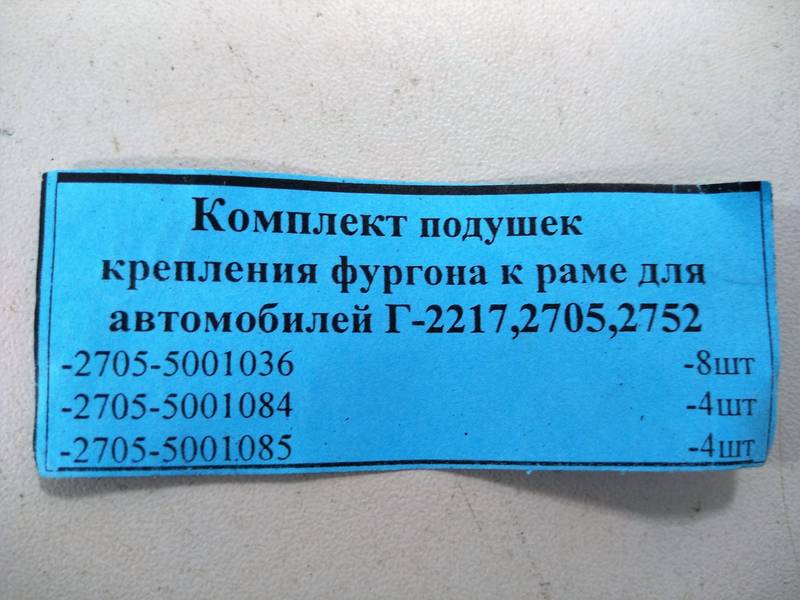 Комплект подушек
крепления фургона к раме для
автомобилей Г-2217,2705,2752
-2705-5001036 -8шт
-2705-5001084 -4шт
-2705-5001085 -4шт